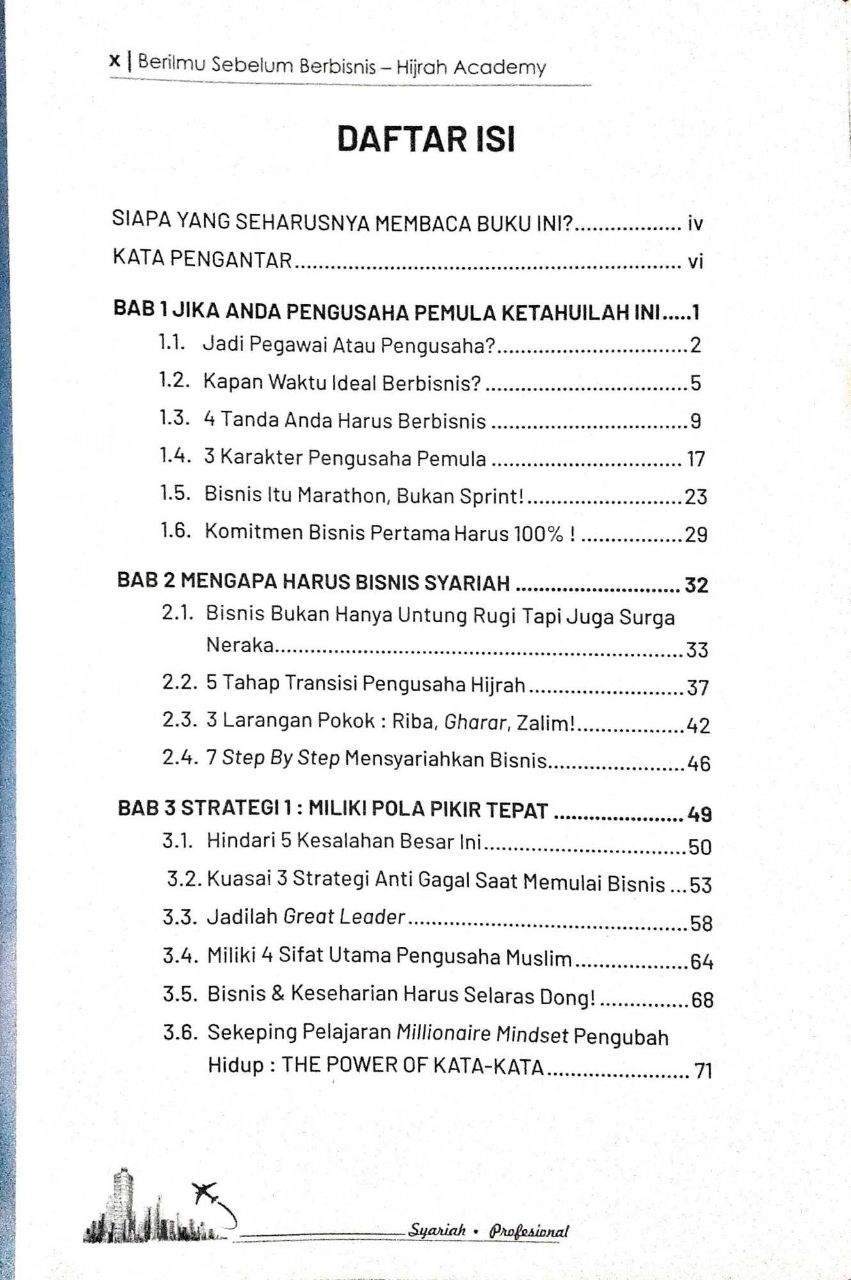 x | Berilmu Sebelum Berbisnis – Hijrah Academy
DAFTAR ISI
SIAPA YANG SEHARUSNYA MEMBACA BUKU INI?.................. iv
KATA PENGANTAR..................................................... vi
BAB 1 JIKA ANDA PENGUSAHA PEMULA KETAHUILAH INI.....1
1.1. Jadi Pegawai Atau Pengusaha?..........................2
1.2. Kapan Waktu Ideal Berbisnis? ...........................5
1.3. 4 Tanda Anda Harus Berbisnis ...........................9
1.4. 3 Karakter Pengusaha Pemula .......................... 17
1.5. Bisnis Itu Marathon, Bukan Sprint!.....................23
1.6. Komitmen Bisnis Pertama Harus 100% ! ..............29
BAB 2 MENGAPA HARUS BISNIS SYARIAH ........................... 32
2.1. Bisnis Bukan Hanya Untung Rugi Tapi Juga Surga
Neraka........................................................33
2.2. 5 Tahap Transisi Pengusaha Hijrah.....................37
2.3. 3 Larangan Pokok : Riba, Gharar, Zalim!...............42
2.4. 7 Step By Step Mensyariahkan Bisnis...................46
BAB 3 STRATEGI 1 : MILIKI POLA PIKIR TEPAT ...................... 49
3.1. Hindari 5 Kesalahan Besar Ini............................50
3.2. Kuasai 3 Strategi Anti Gagal Saat Memulai Bisnis ...53
3.3. Jadilah Great Leader......................................58
3.4. Miliki 4 Sifat Utama Pengusaha Muslim................64
3.5. Bisnis & Keseharian Harus Selaras Dong! ...............68
3.6. Sekeping Pelajaran Millionaire Mindset Pengubah
Hidup : THE POWER OF KATA-KATA.................... 71
Syariah • Profesional